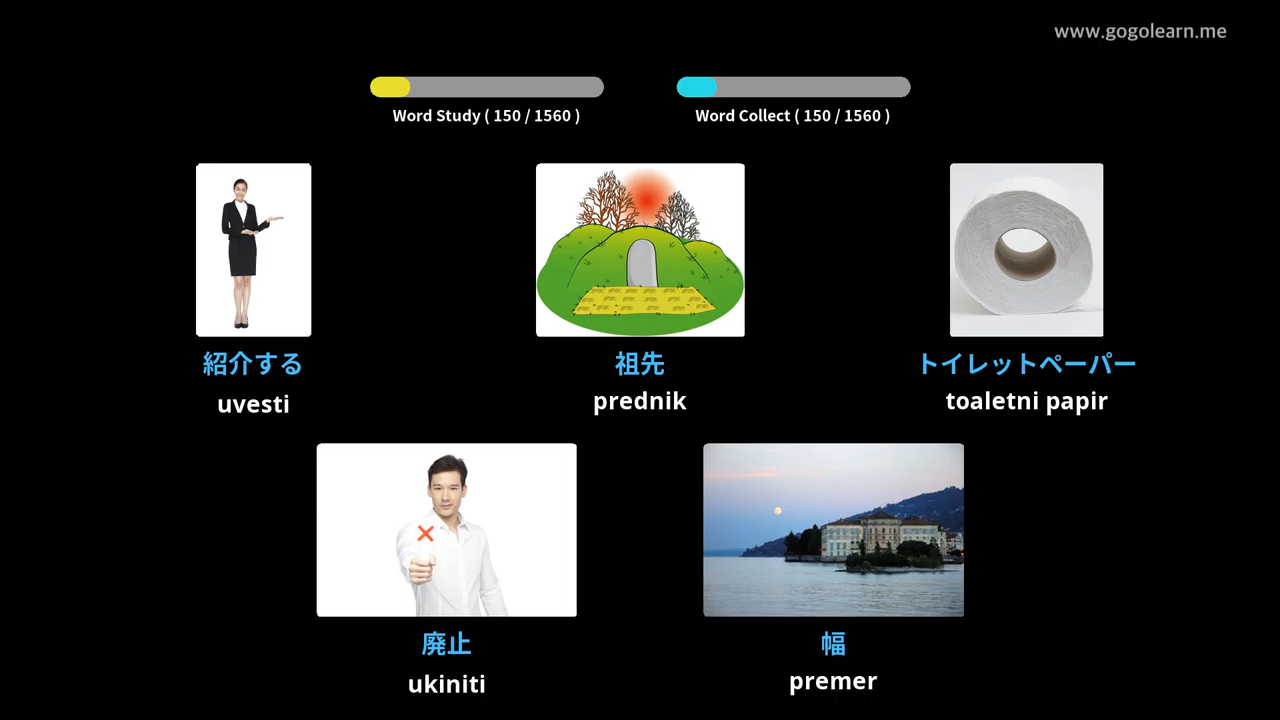 www.gogolearn.me
Word Study ( 150 / 1560 )
Word Collect ( 150 / 1560 )
紹介する
uvesti
祖先
prednik
トイレットペーパー
toaletni papir
廃止
ukiniti
幅
premer